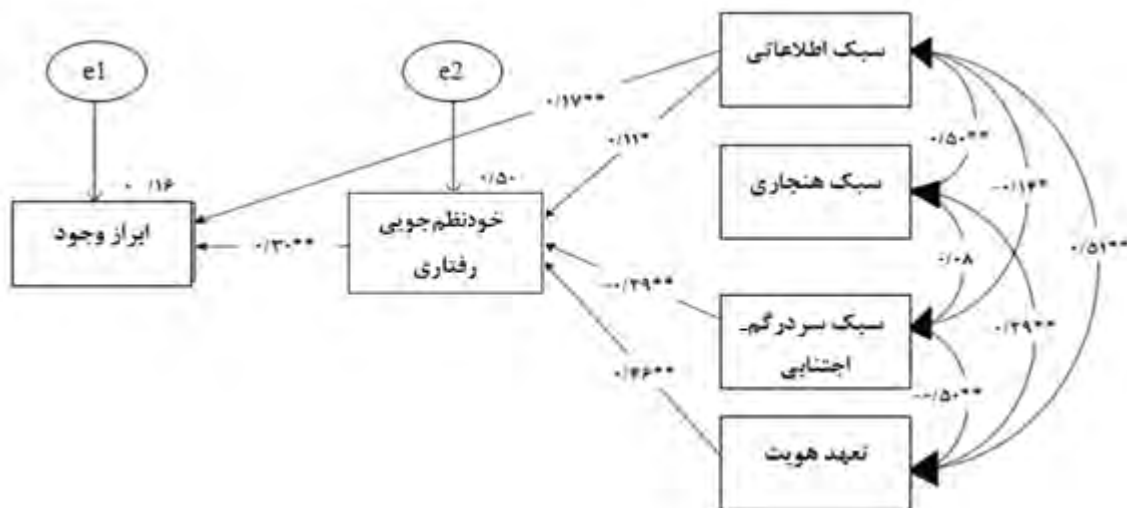 e1
e2
سبک اطلاعاتی
۰/۱۷**
۰/۱۱*
۰/۵۰**
۰/۱۶
۰/۵۰
سبک هنجاری
-۰/۱۴*
ابراز وجود
۰/۳۰**
خودنظم‌جویی
رفتاری
۰/۵۱**
۰/۰۸
-۰/۲۹**
سبک سردرگم-
اجتنابی
۰/۲۹**
۰/۴۶**
-۰/۵۰**
تعهد هویت